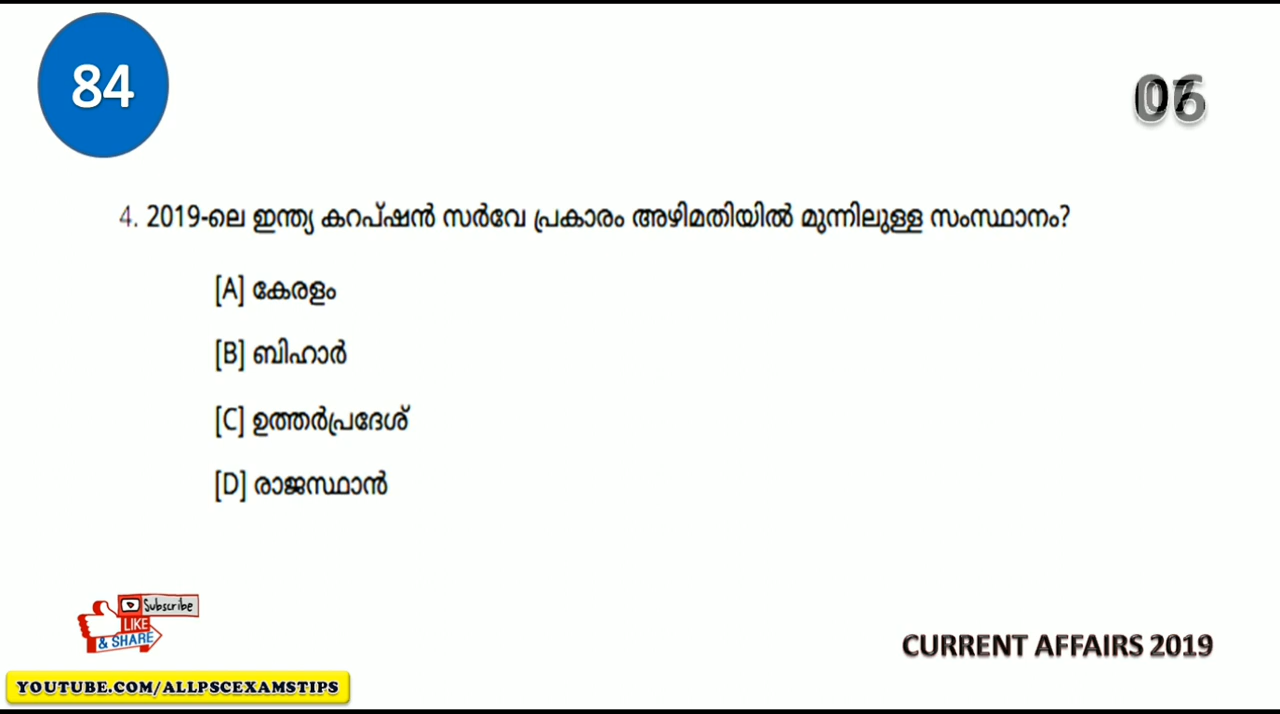 84
4. 2019-ലെ ഇന്ത്യ കറപ്ഷൻ സർവേ പ്രകാരം അഴിമതിയിൽ മുന്നിലുള്ള സംസ്ഥാനം?
[A] കേരളം
[B] ബിഹാർ
[C] ഉത്തർപ്രദേശ്
[D] രാജസ്ഥാൻ
Subscribe
LIKE
& SHARE
CURRENT AFFAIRS 2019
YOUTUBE.COM/ALLPSCEXAMSTIPS